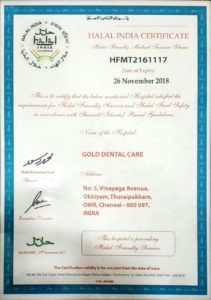 HALAL INDIA CERTIFICATE
Halal Friendly Medical Tourism Scheme
HFMT2161117
Date of Expiry:
26 November 2018
This is to certify that the below mentioned Hospital satisfied the
requirements for Halal Friendly Services and Halal Food Safety
in accordance with Shariah (Islamic) Board Guidelines.
Name of the Hospital
GOLD DENTAL CARE
Address
No: 5, Vinayaga Avenue,
Okkiyam, Thuraipakkam,
OMR, Chennai - 600 097.
INDIA
This hospital is providing
Halal Friendly Services
The Certification validity is for one year from the date of issue